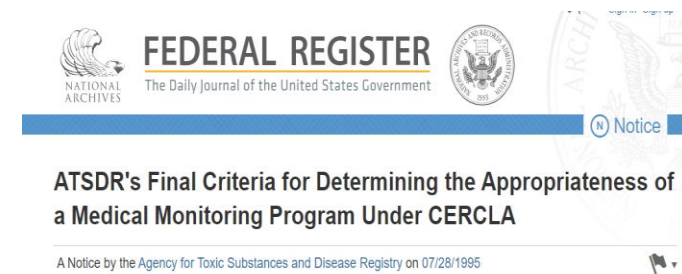 FEDERAL REGISTER
The Daily Journal of the United States Government
NATIONAL
ARCHIVES
N Notice
ATSDR's Final Criteria for Determining the Appropriateness of
a Medical Monitoring Program Under CERCLA
A Notice by the Agency for Toxic Substances and Disease Registry on 07/28/1995